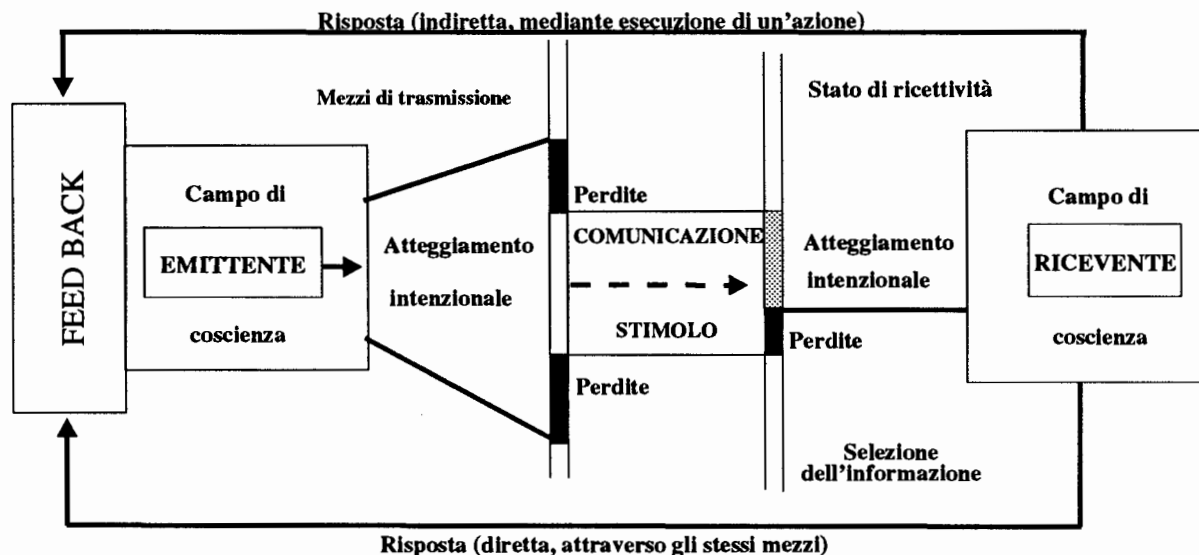 Risposta (indiretta, mediante esecuzione di un'azione)
Mezzi di trasmissione
Stato di ricettività
FEED BACK
Campo di
EMITTENTE
coscienza
Atteggiamento
intenzionale
Perdite
COMUNICAZIONE
STIMOLO
Perdite
Atteggiamento
intenzionale
Perdite
Campo di
RICEVENTE
coscienza
Selezione
dell'informazione
Risposta (diretta, attraverso gli stessi mezzi)